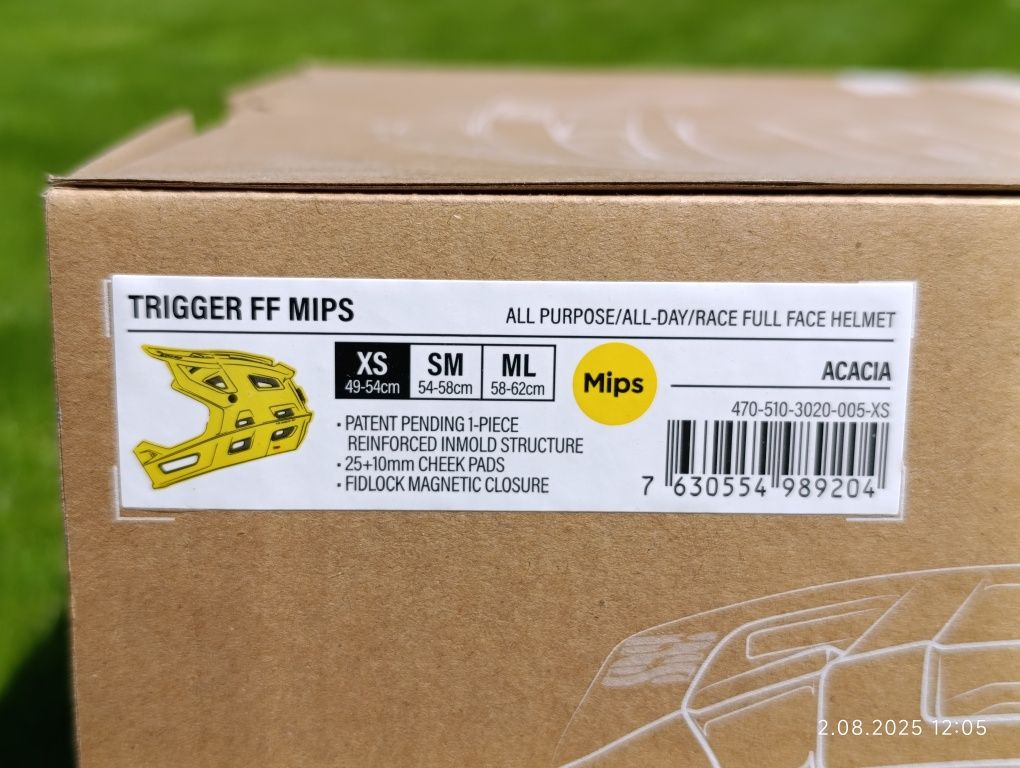 TRIGGER FF MIPS
ALL PURPOSE/ALL-DAY/RACE FULL FACE HELMET
XS
49-54cm
SM
54-58cm
ML
58-62cm
Mips
ACACIA
470-510-3020-005-XS
• PATENT PENDING 1-PIECE
REINFORCED INMOLD STRUCTURE
• 25+10mm CHEEK PADS
• FIDLOCK MAGNETIC CLOSURE
7 630554 989204
2.08.2025 12:05